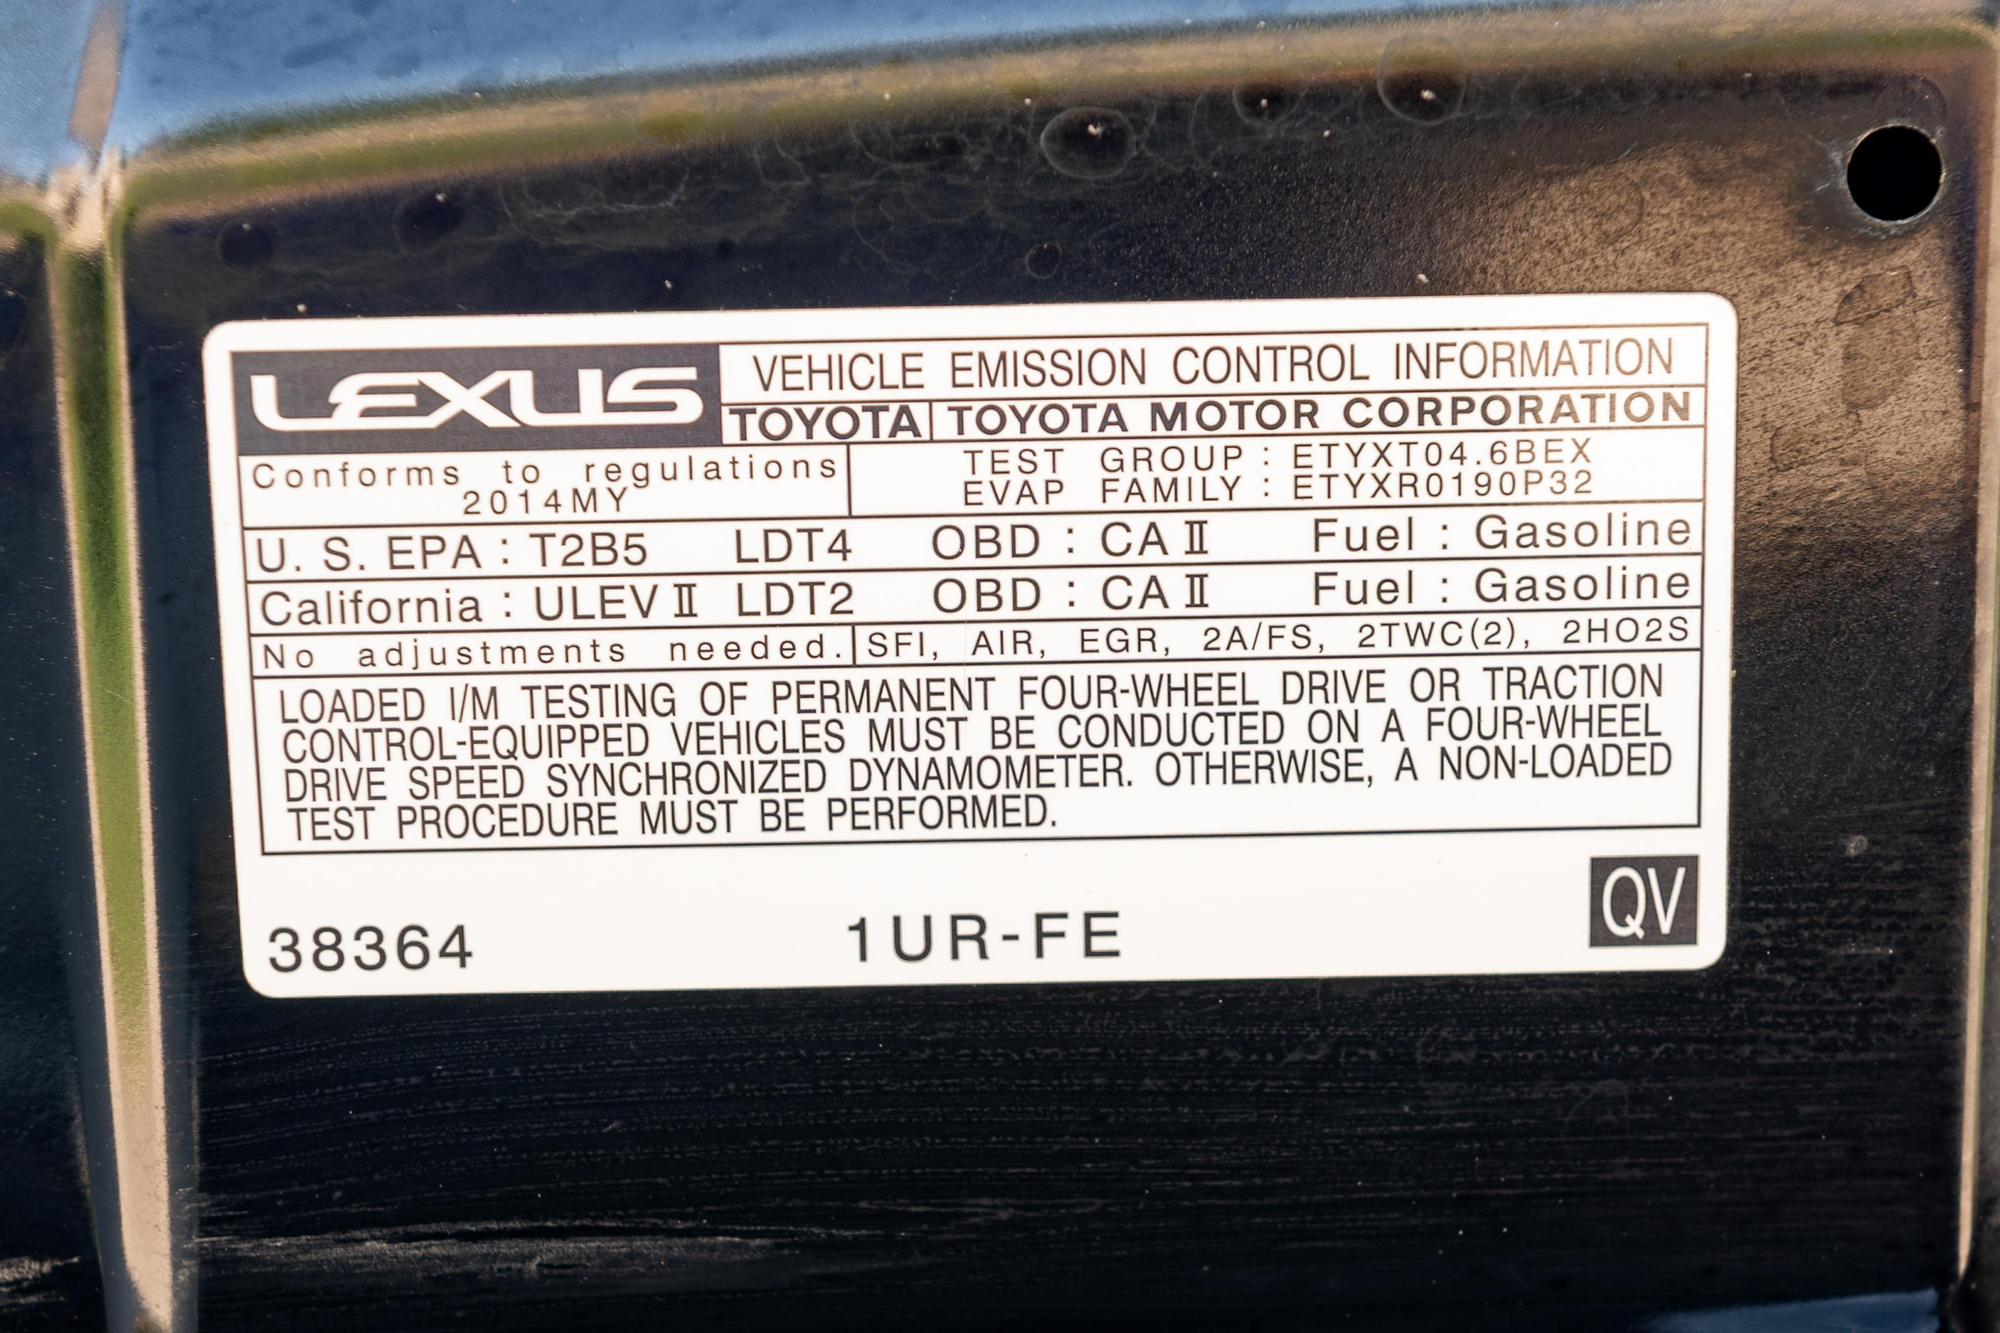 LEXUS
VEHICLE EMISSION CONTROL INFORMATION
TOYOTA TOYOTA MOTOR CORPORATION
Conforms to regulations
2014MY
TEST GROUP : ETYXT04.6BEX
EVAP FAMILY : ETYXR0190P32
U. S. EPA : T2B5 LDT4 OBD : CA II Fuel : Gasoline
California : ULEV II LDT2 OBD : CA II Fuel : Gasoline
No adjustments needed. SFI, AIR, EGR, 2A/FS, 2TWC(2), 2HO2S
LOADED I/M TESTING OF PERMANENT FOUR-WHEEL DRIVE OR TRACTION
CONTROL-EQUIPPED VEHICLES MUST BE CONDUCTED ON A FOUR-WHEEL
DRIVE SPEED SYNCHRONIZED DYNAMOMETER. OTHERWISE, A NON-LOADED
TEST PROCEDURE MUST BE PERFORMED.
38364 1UR-FE QV